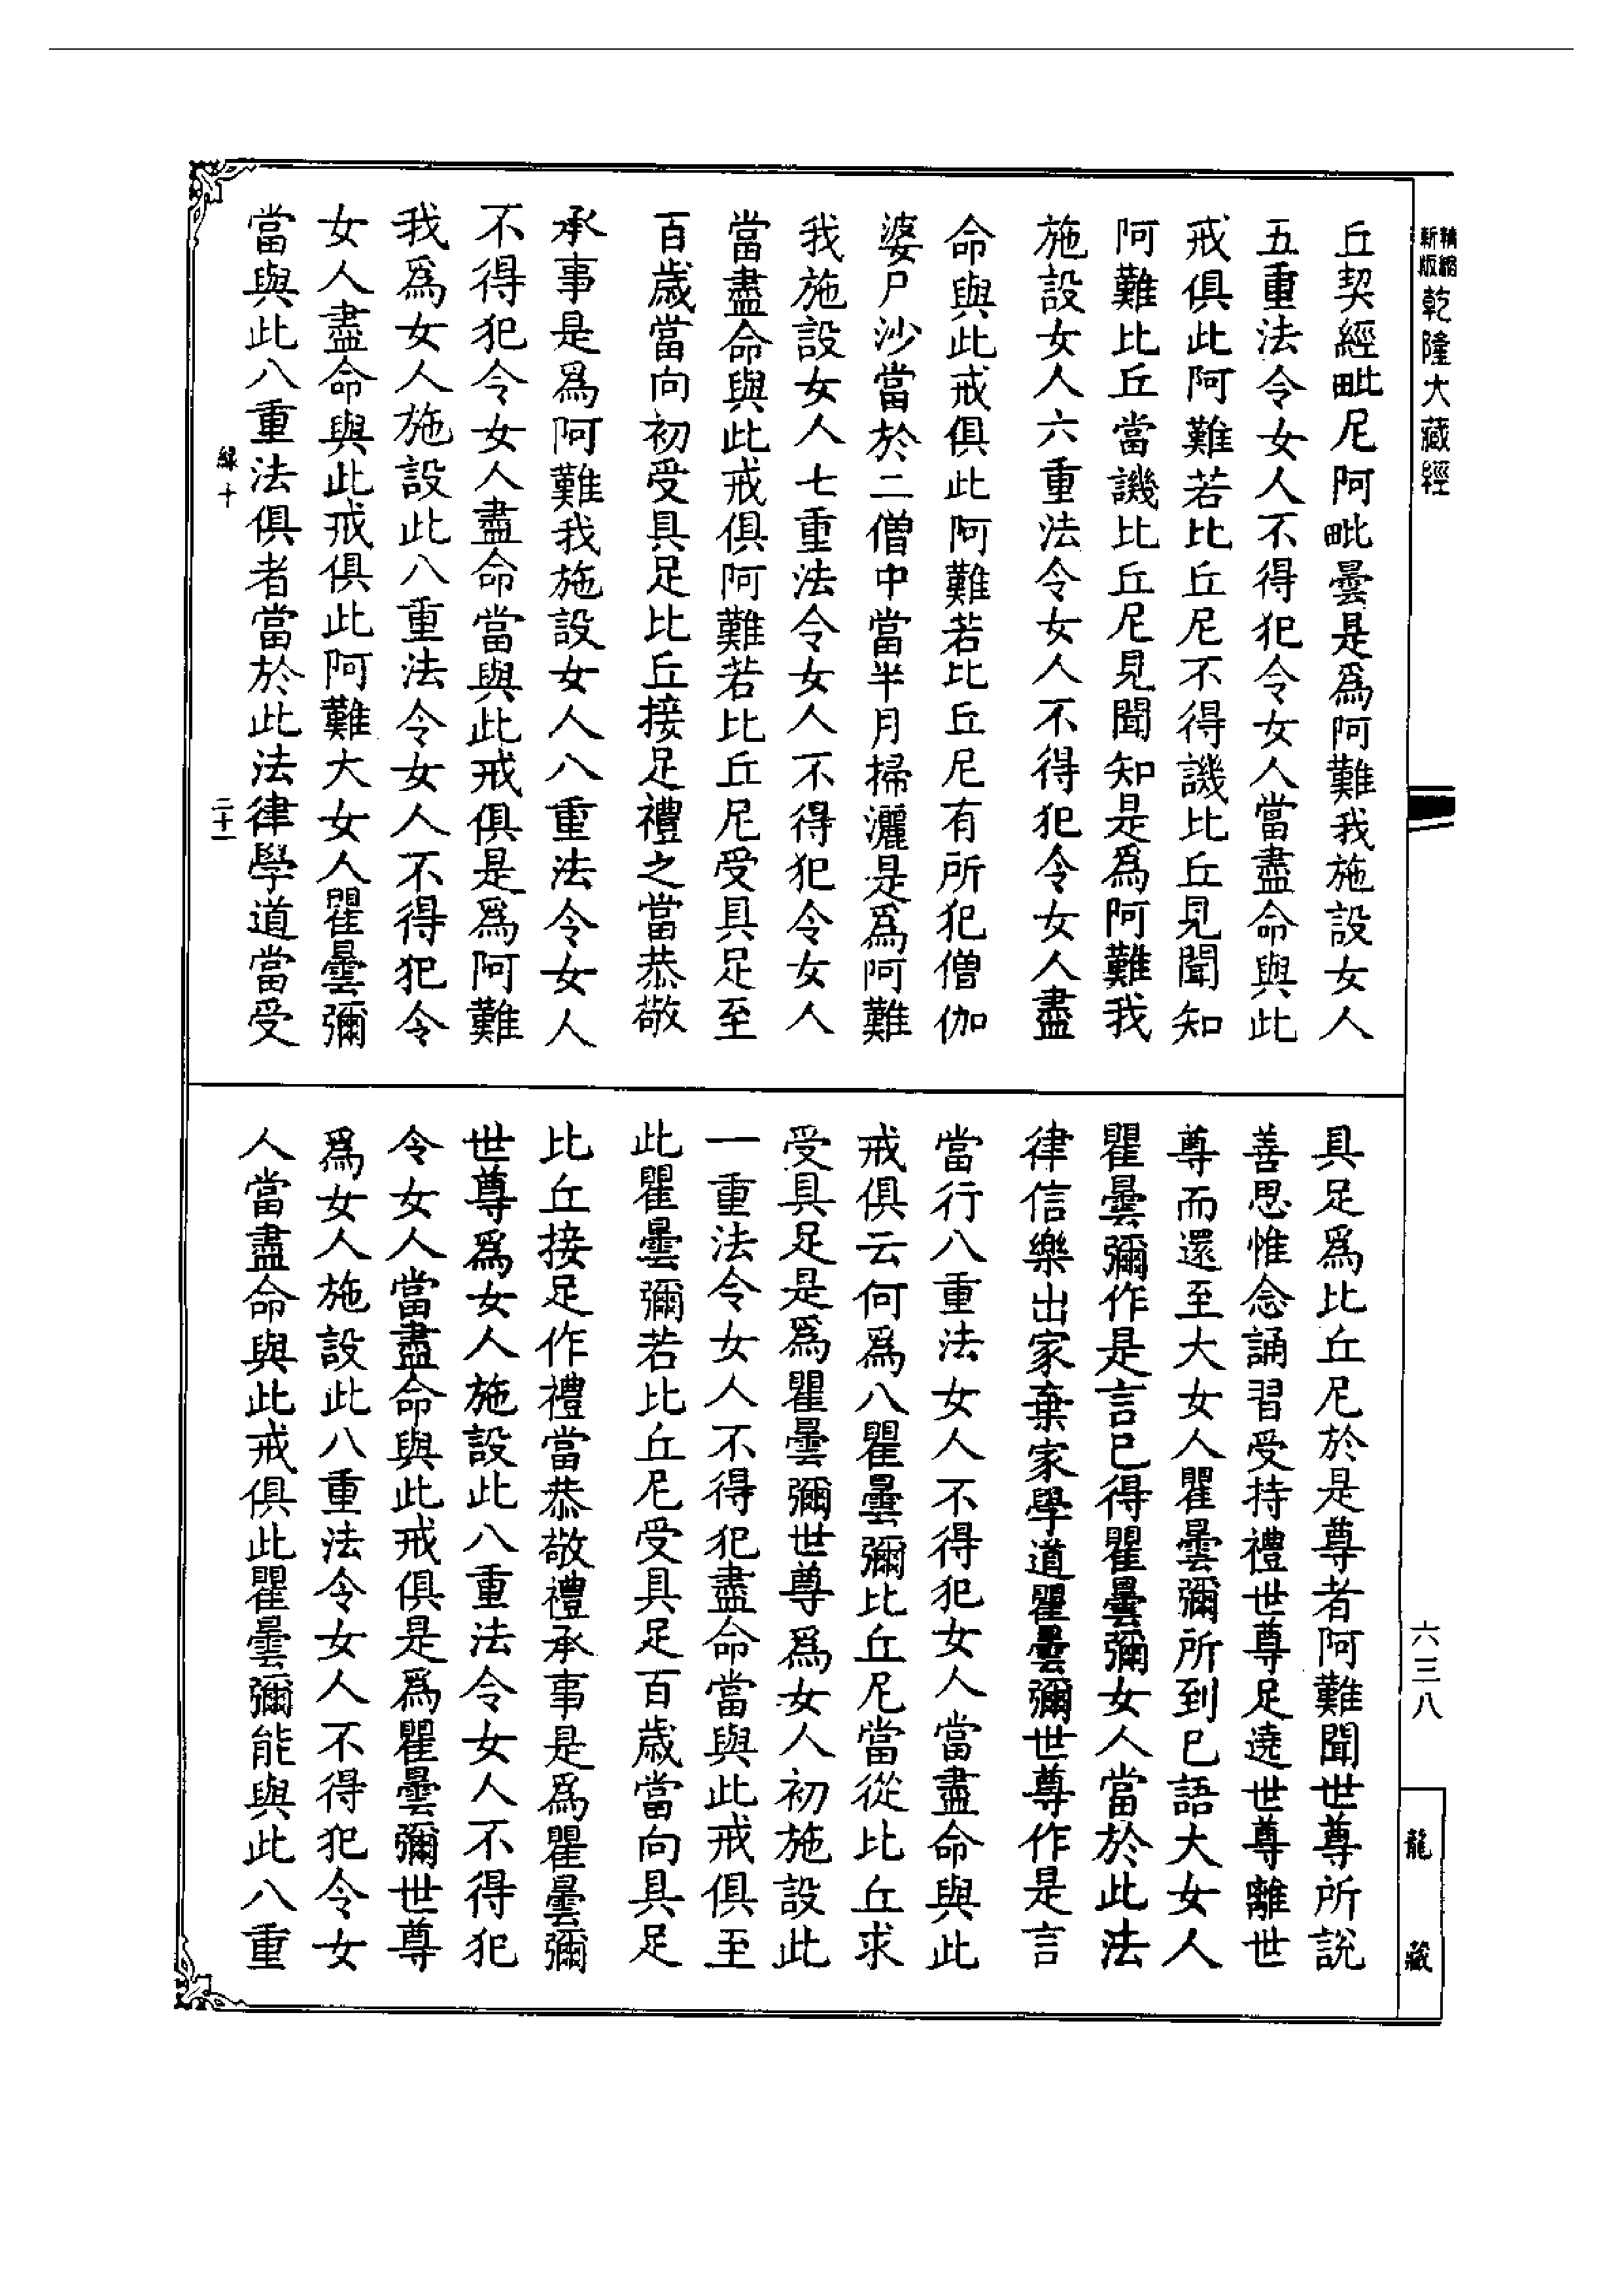 精縮
新版
乾隆大藏經
丘契經毗尼阿毗曇是爲阿難我施設女人
五重法令女人不得犯令女人當盡命與此
戒俱此阿難若比丘尼不得譏比丘見聞知
阿難比丘當譏比丘尼見聞知是爲阿難我
施設女人六重法令女人不得犯令女人盡
命與此戒俱此阿難若比丘尼有所犯僧伽
婆尸沙當於二僧中當半月掃灑是爲阿難
我施設女人七重法令女人不得犯令女人
當盡命與此戒俱阿難若比丘尼受具足至
百歲當向初受具足比丘接足禮之當恭敬
承事是爲阿難我施設女人八重法令女人
不得犯令女人盡命當與此戒俱是爲阿難
我爲女人施設此八重法令女人不得犯令
女人盡命與此戒俱此阿難大女人瞿曇彌
當與此八重法俱者當於此法律學道當受
緣十
二十一
具足爲比丘尼於是尊者阿難聞世尊所說
善思惟念誦習受持禮世尊足遶世尊離世
尊而還至大女人瞿曇彌所到已語大女人
瞿曇彌作是言已得瞿曇彌女人當於此法
律信樂出家棄家學道瞿曇彌世尊作是言
當行八重法女人不得犯女人當盡命與此
戒俱云何爲八瞿曇彌比丘尼當從比丘求
受具足是爲瞿曇彌世尊爲女人初施設此
一重法令女人不得犯盡命當與此戒俱至
此瞿曇彌若比丘尼受具足百歲當向具足
比丘接足作禮當恭敬禮承事是爲瞿曇彌
世尊爲女人施設此八重法令女人不得犯
令女人當盡命與此戒俱是爲瞿曇彌世尊
爲女人施設此八重法令女人不得犯令女
人當盡命與此戒俱此瞿曇彌能與此八重
六三八
龍藏